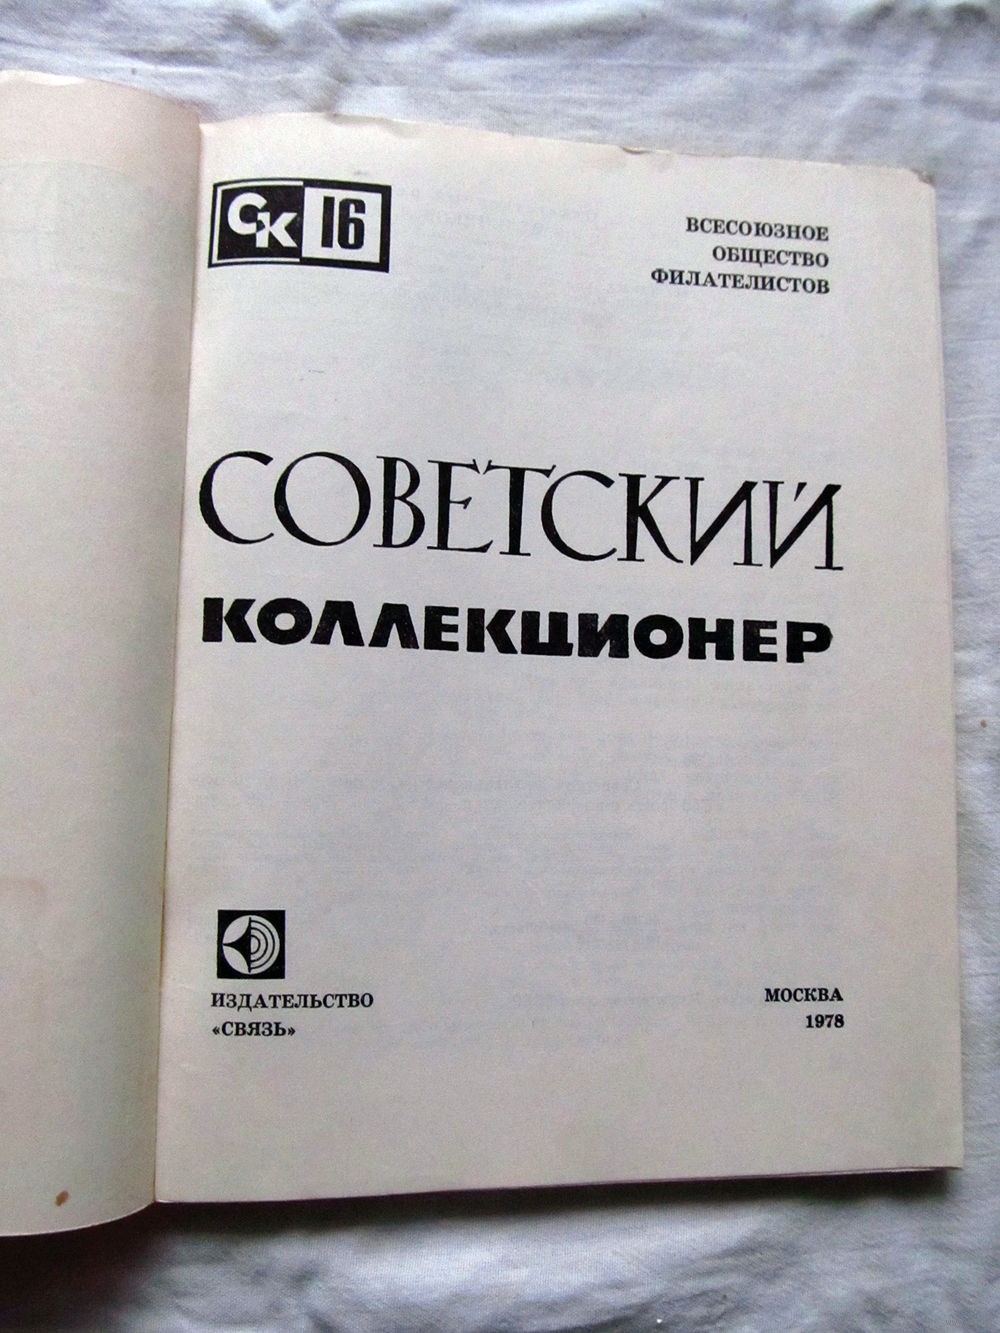 СК 16
ВСЕСОЮЗНОЕ
ОБЩЕСТВО
ФИЛАТЕЛИСТОВ
СОВЕТСКИЙ
КОЛЛЕКЦИОНЕР
ИЗДАТЕЛЬСТВО
«СВЯЗЬ»
МОСКВА
1978